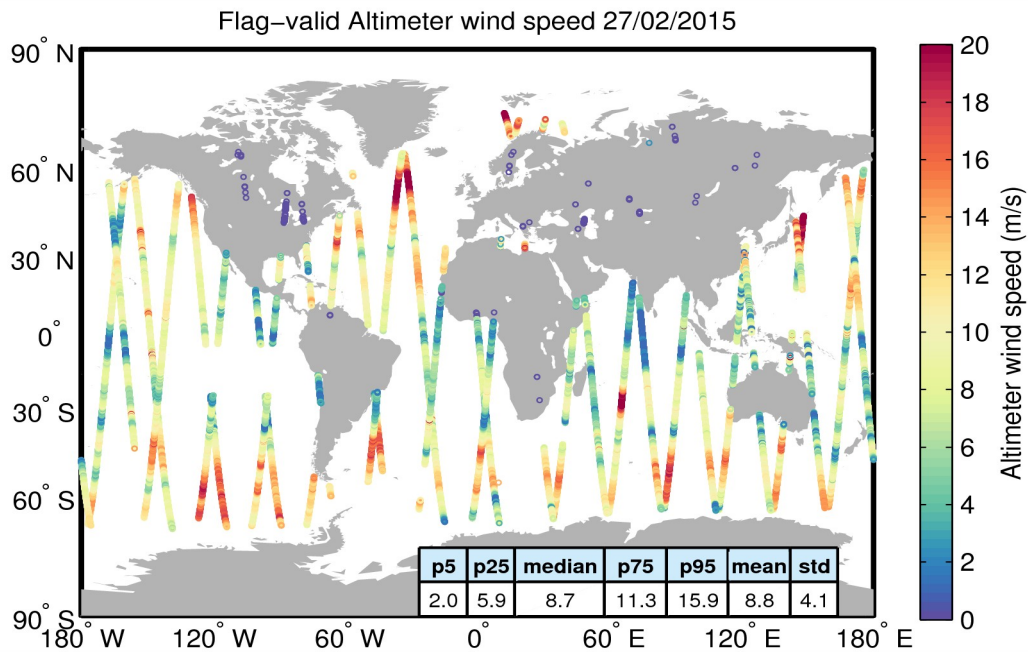 Flag−valid Altimeter wind speed 27/02/2015
90° N
60° N
30° N
0°
30° S
60° S
90° S
180° W
120° W
60° W
0°
60° E
120° E
180° E
p5 p25 median p75 p95 mean std
2.0 5.9 8.7 11.3 15.9 8.8 4.1
20
18
16
14
12
10
8
6
4
2
0
Altimeter wind speed (m/s)